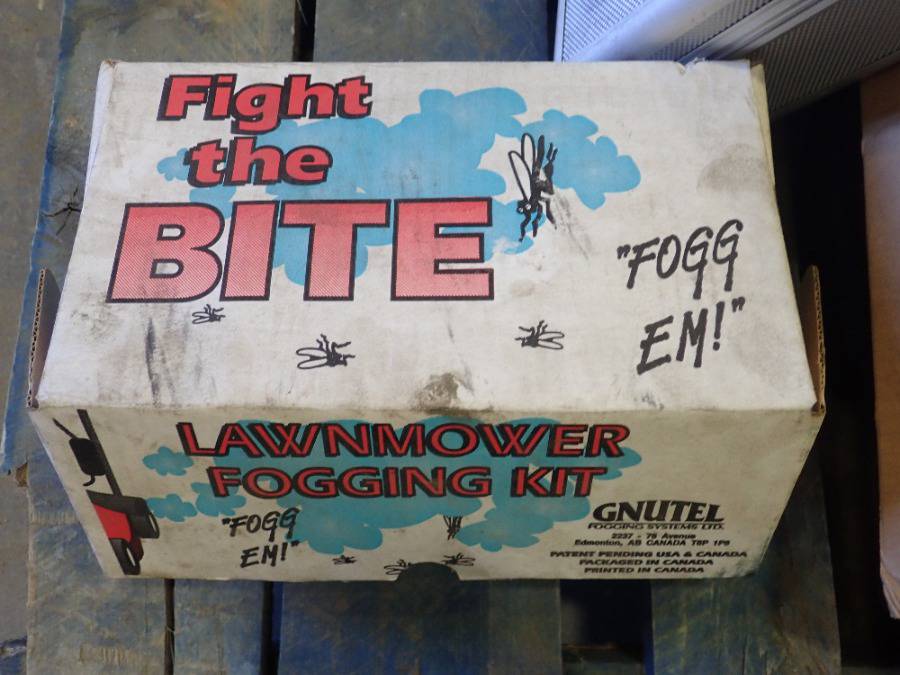 Fight
the
BITE
"FOGG
EM!"
LAWNMOWER
FOGGING KIT
"FOGG
EM!"
GNUTEL
FOGGING SYSTEMS LTD.
2237 - 76 Avenue
Edmonton, AB CANADA T6P 1P6
PATENT PENDING USA & CANADA
PACKAGED IN CANADA
PRINTED IN CANADA